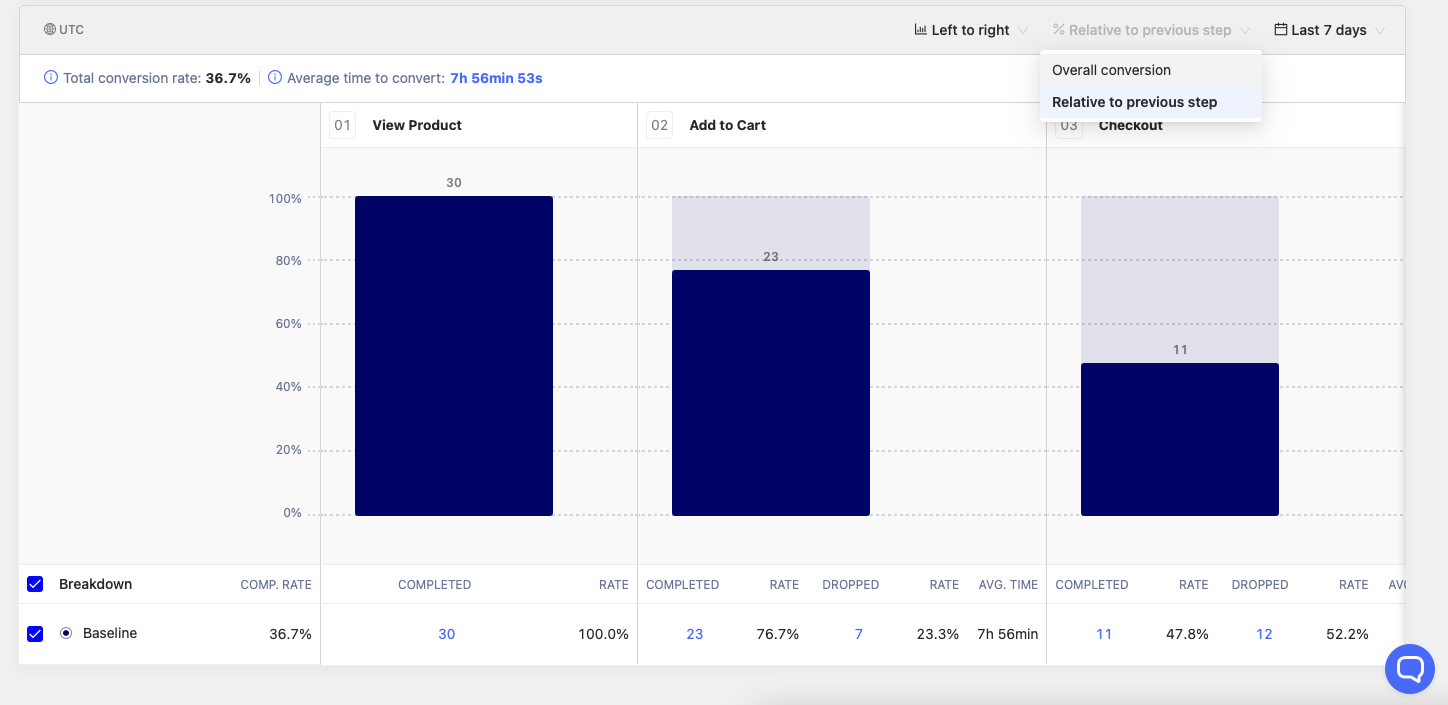 UTC
Left to right
% Relative to previous step
Last 7 days
Total conversion rate: 36.7%
Average time to convert: 7h 56min 53s
Overall conversion
Relative to previous step
01 View Product
02 Add to Cart
03 Checkout
30
100%
23
80%
60%
11
40%
20%
0%
Breakdown COMP. RATE COMPLETED RATE COMPLETED RATE DROPPED RATE AVG. TIME COMPLETED RATE DROPPED RATE
Baseline 36.7% 30 100.0% 23 76.7% 7 23.3% 7h 56min 11 47.8% 12 52.2%